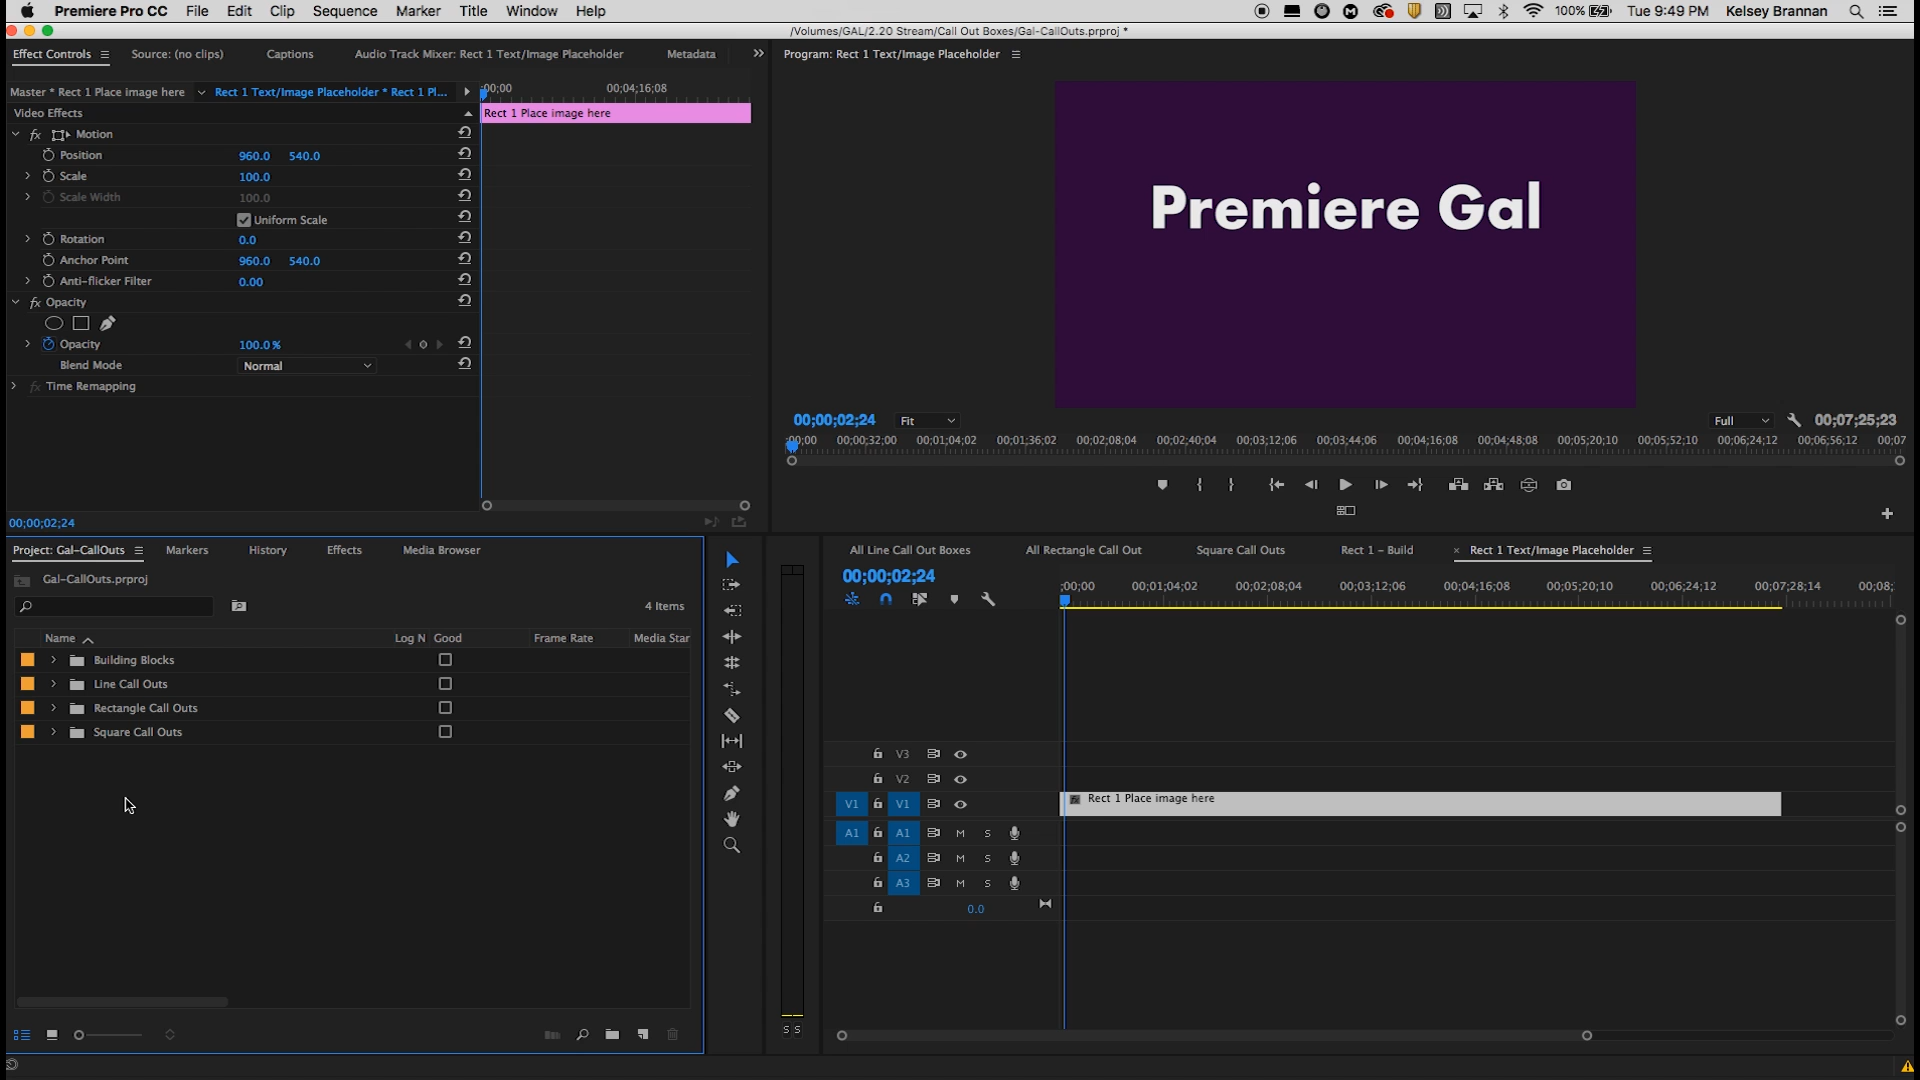 Premiere Pro CC File Edit Clip Sequence Marker Title Window Help 100% Tue 9:49 PM Kelsey Brannan
/Volumes/GAL/2.20 Stream/Call Out Boxes/Gal-CallOuts.prproj *
Effect Controls Source: (no clips) Captions Audio Track Mixer: Rect 1 Text/Image Placeholder Metadata
Program: Rect 1 Text/Image Placeholder
Master * Rect 1 Place image here Rect 1 Text/Image Placeholder * Rect 1 Pl... ;00;00 00;04;16;08
Video Effects
Rect 1 Place image here
fx Motion
Position 960.0 540.0
Scale 100.0
Scale Width 100.0
Uniform Scale
Rotation 0.0
Anchor Point 960.0 540.0
Anti-flicker Filter 0.00
fx Opacity
Opacity 100.0 %
Blend Mode Normal
fx Time Remapping
00;00;02;24
Premiere Gal
00;00;02;24 Fit Full 00;07;25;23
;00;00 00;00;32;00 00;01;04;02 00;01;36;02 00;02;08;04 00;02;40;04 00;03;12;06 00;03;44;06 00;04;16;08 00;04;48;08 00;05;20;10 00;05;52;10 00;06;24;12 00;06;56;12 00;07
Project: Gal-CallOuts Markers History Effects Media Browser
Gal-CallOuts.prproj
4 Items
Name Log N Good Frame Rate Media Star
Building Blocks
Line Call Outs
Rectangle Call Outs
Square Call Outs
S S
All Line Call Out Boxes All Rectangle Call Out Square Call Outs Rect 1 - Build × Rect 1 Text/Image Placeholder
00;00;02;24
;00;00 00;01;04;02 00;02;08;04 00;03;12;06 00;04;16;08 00;05;20;10 00;06;24;12 00;07;28;14 00;08;
V3
V2
V1 V1 fx Rect 1 Place image here
A1 A1 M S
A2 M S
A3 M S
0.0